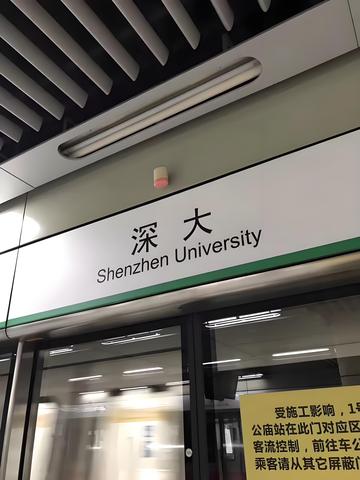 深大
Shenzhen University
受施工影响，1号
公庙站在此门对应区
客流控制，前往车公
乘客请从其它屏蔽门